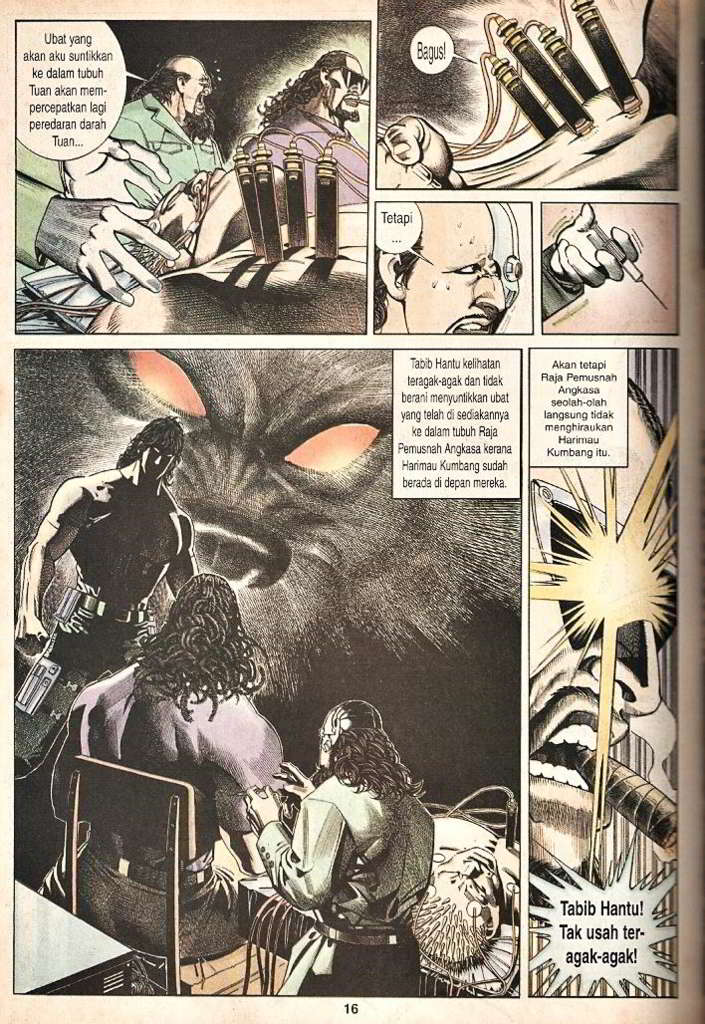 Ubat yang
akan aku suntikkan
ke dalam tubuh
Tuan akan mem-
percepatkan lagi
peredaran darah
Tuan...
Bagus!
Tetapi
...
Tabib Hantu kelihatan
teragak-agak dan tidak
berani menyuntikkan ubat
yang telah di sediakannya
ke dalam tubuh Raja
Pemusnah Angkasa kerana
Harimau Kumbang sudah
berada di depan mereka.
Akan tetapi
Raja Pemusnah
Angkasa
seolah-olah
langsung tidak
menghiraukan
Harimau
Kumbang itu.
Tabib Hantu!
Tak usah ter-
agak-agak!
16